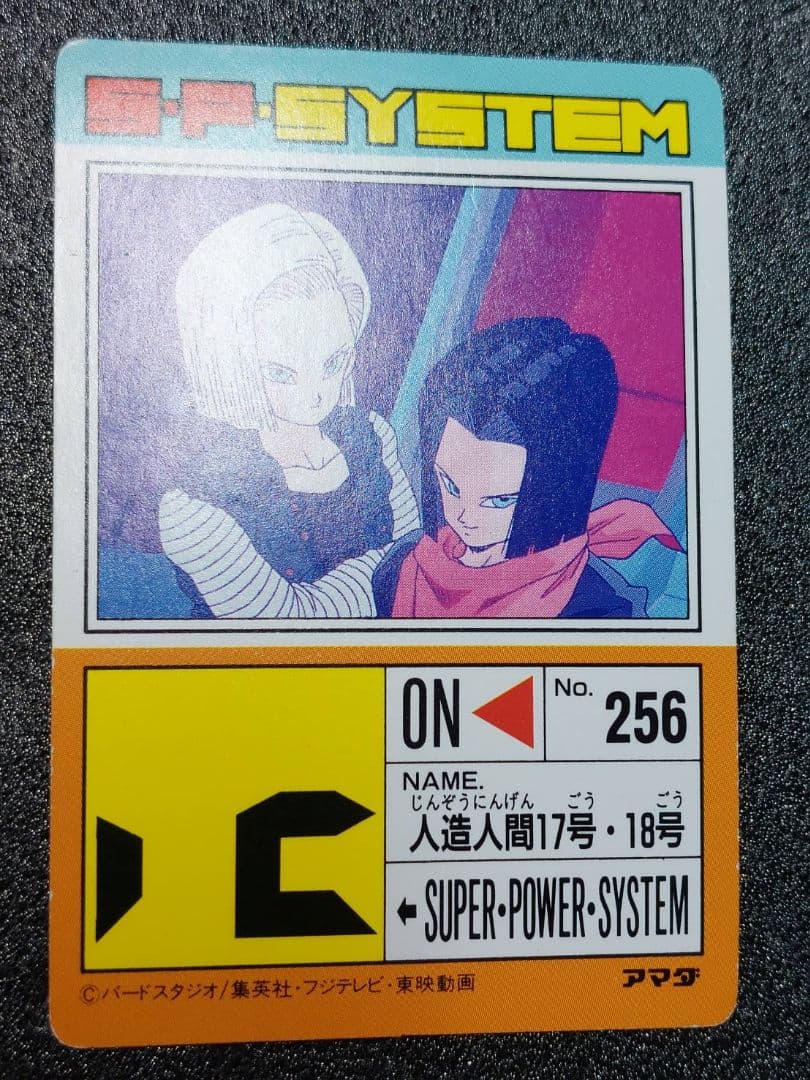 S・P・SYSTEM
ON
No. 256
NAME.
じんぞうにんげん ごう ごう
人造人間17号・18号
←SUPER・POWER・SYSTEM
©バードスタジオ/集英社・フジテレビ・東映動画
アマダ